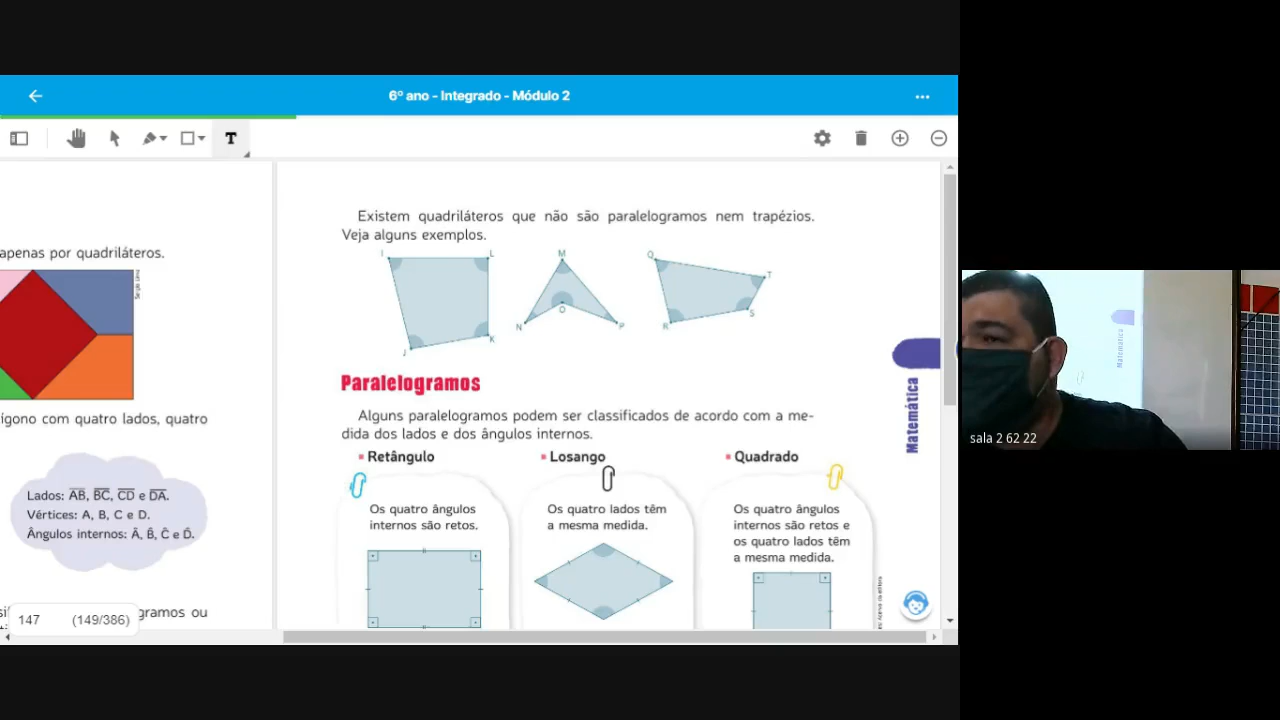 6º ano - Integrado - Módulo 2
T
apenas por quadriláteros.
ígono com quatro lados, quatro
Lados: AB, BC, CD e DA.
Vértices: A, B, C e D.
Ângulos internos: Â, B̂, Ĉ e D̂.
gramos ou
147 (149/386)
Existem quadriláteros que não são paralelogramos nem trapézios.
Veja alguns exemplos.
I L M Q T
N O P R S
J K
Paralelogramos
Alguns paralelogramos podem ser classificados de acordo com a me-
dida dos lados e dos ângulos internos.
Retângulo
Os quatro ângulos
internos são retos.
Losango
Os quatro lados têm
a mesma medida.
Quadrado
Os quatro ângulos
internos são retos e
os quatro lados têm
a mesma medida.
Matemática
sala 2 62 22
Matemática